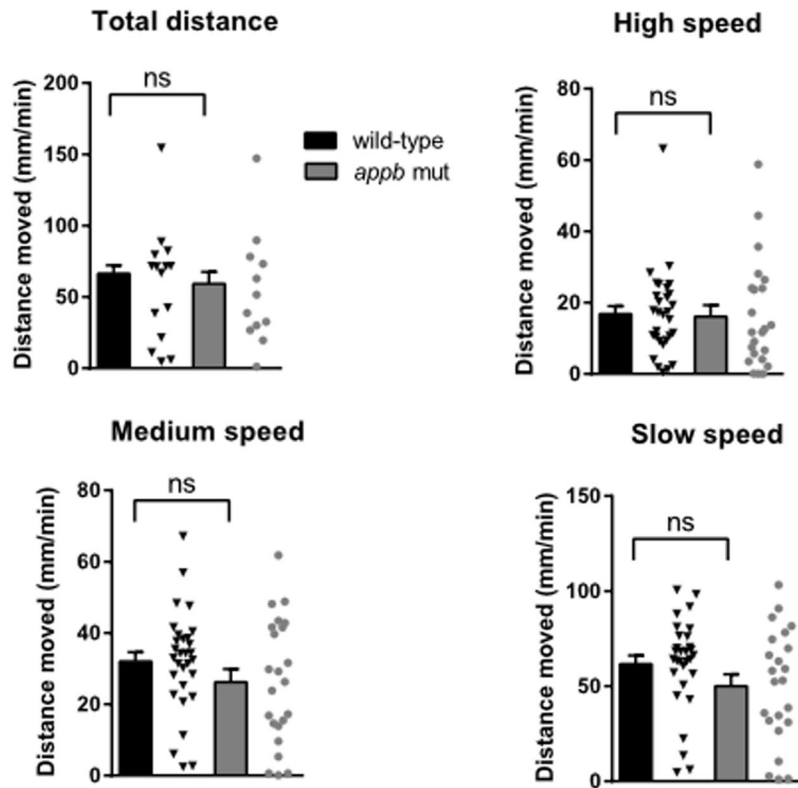 Total distance
Distance moved (mm/min)
200
150
100
50
0
ns
wild-type
appb mut
High speed
Distance moved (mm/min)
80
60
40
20
0
ns
Medium speed
Distance moved (mm/min)
80
60
40
20
0
ns
Slow speed
Distance moved (mm/min)
150
100
50
0
ns